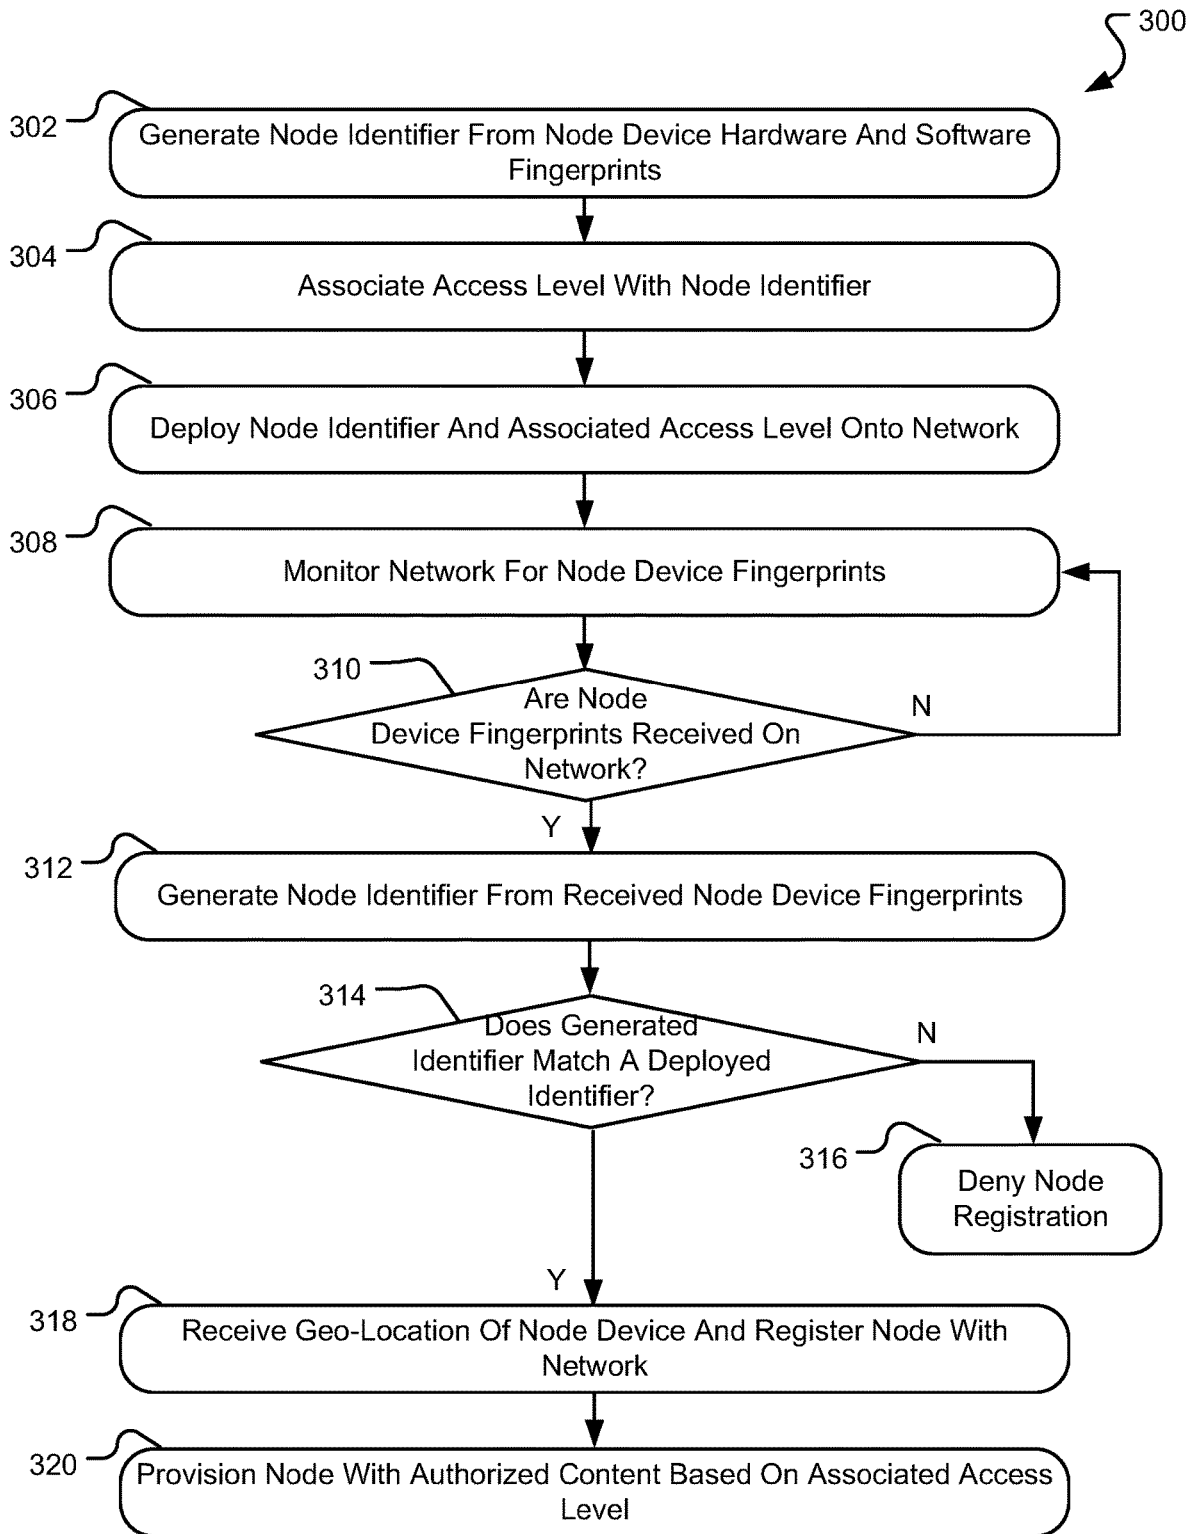 300
302
Generate Node Identifier From Node Device Hardware And Software
Fingerprints
304
Associate Access Level With Node Identifier
306
Deploy Node Identifier And Associated Access Level Onto Network
308
Monitor Network For Node Device Fingerprints
310
Are Node
Device Fingerprints Received On
Network?
N
Y
312
Generate Node Identifier From Received Node Device Fingerprints
314
Does Generated
Identifier Match A Deployed
Identifier?
N
316
Deny Node
Registration
Y
318
Receive Geo-Location Of Node Device And Register Node With
Network
320
Provision Node With Authorized Content Based On Associated Access
Level